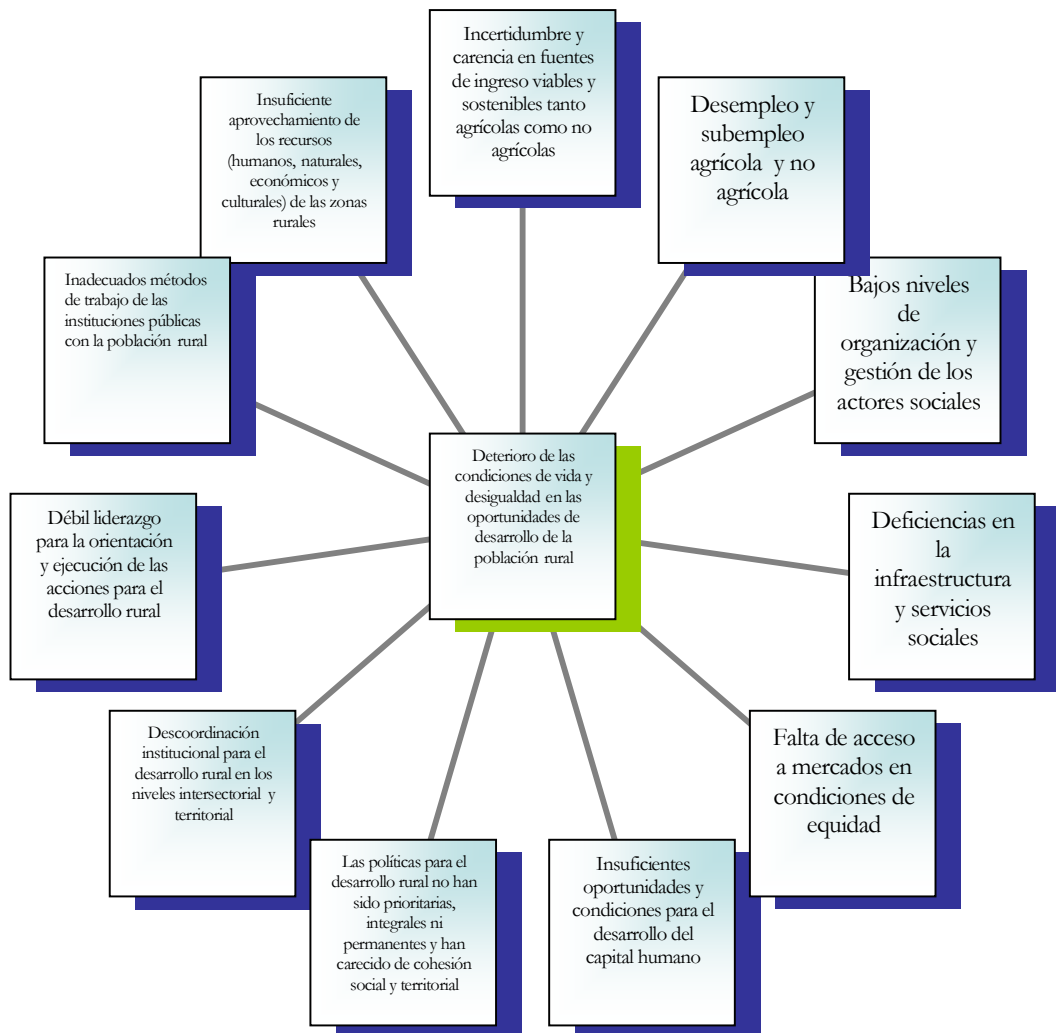 Incertidumbre y
carencia en fuentes
de ingreso viables y
sostenibles tanto
agrícolas como no
agrícolas
Desempleo y
subempleo
agrícola y no
agrícola
Bajos niveles
de
organización y
gestión de los
actores sociales
Deficiencias en
la
infraestructura
y servicios
sociales
Falta de acceso
a mercados en
condiciones de
equidad
Insuficientes
oportunidades y
condiciones para el
desarrollo del
capital humano
Las políticas para el
desarrollo rural no han
sido prioritarias,
integrales ni
permanentes y han
carecido de cohesión
social y territorial
Descoordinación
institucional para el
desarrollo rural en los
niveles intersectorial y
territorial
Débil liderazgo
para la orientación
y ejecución de las
acciones para el
desarrollo rural
Inadecuados métodos
de trabajo de las
instituciones públicas
con la población rural
Insuficiente
aprovechamiento de
los recursos
(humanos, naturales,
económicos y
culturales) de las zonas
rurales
Deterioro de las
condiciones de vida y
desigualdad en las
oportunidades de
desarrollo de la
población rural